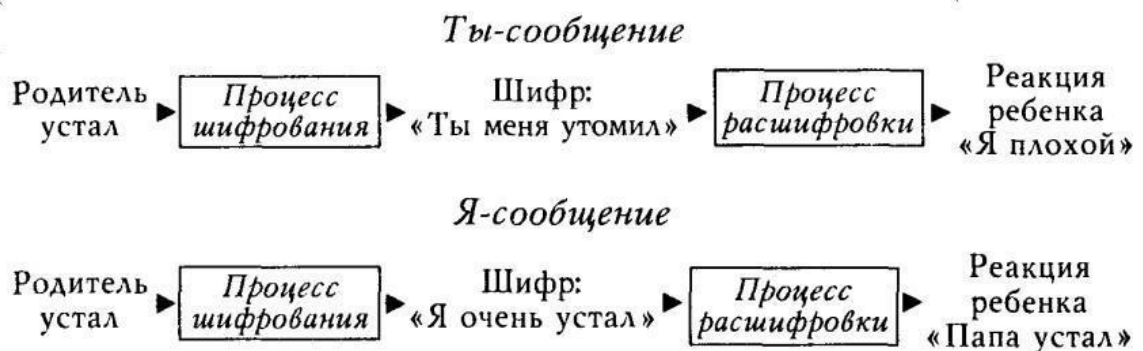 Ты-сообщение
Родитель устал
Процесс шифрования
Шифр: «Ты меня утомил»
Процесс расшифровки
Реакция ребенка «Я плохой»
Я-сообщение
Родитель устал
Процесс шифрования
Шифр: «Я очень устал»
Процесс расшифровки
Реакция ребенка «Папа устал»